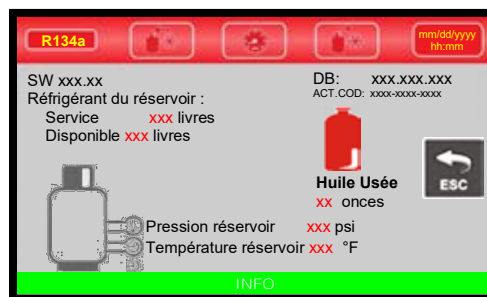 R134a
mm/dd/yyyy
hh:mm
SW xxx.xx
DB: xxx.xxx.xxx
ACT.COD: xxxx-xxxx-xxxx
Réfrigérant du réservoir :
Service xxx livres
Disponible xxx livres
Huile Usée
xx onces
ESC
Pression réservoir xxx psi
Température réservoir xxx °F
INFO